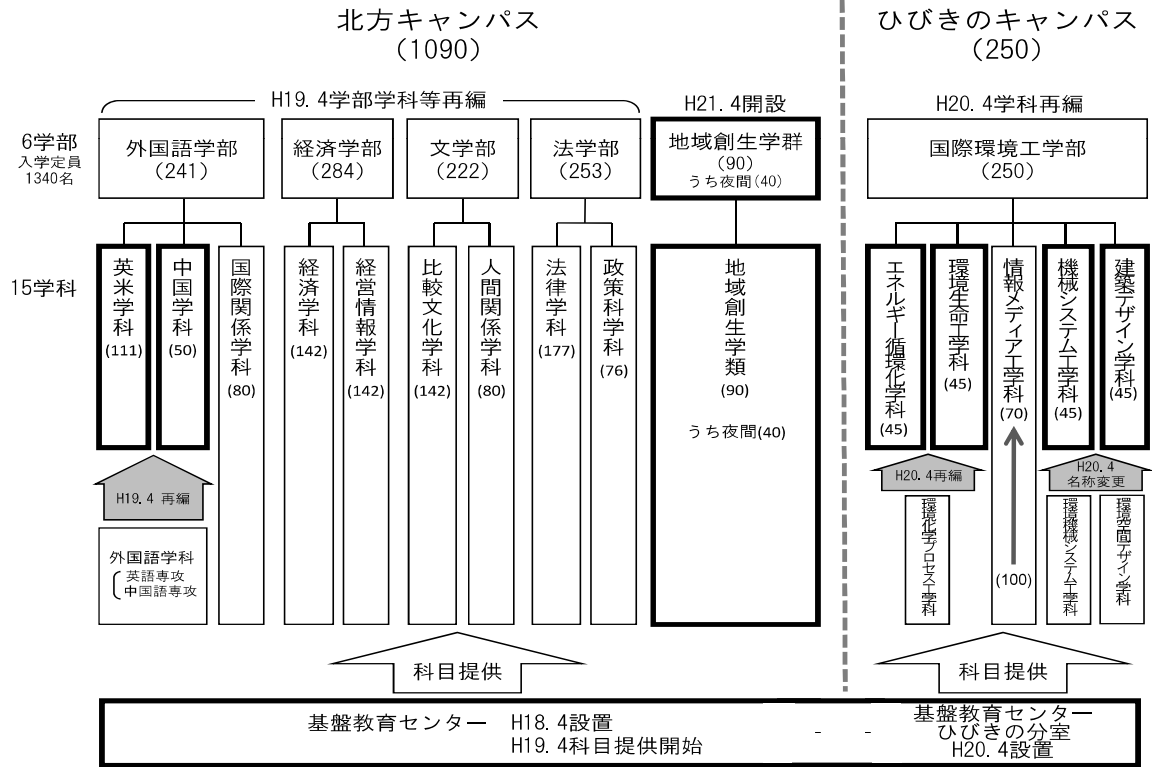 北方キャンパス
(1090)
ひびきのキャンパス
(250)
H19.4学部学科等再編
H21.4開設
H20.4学科再編
6学部
入学定員
1340名
外国語学部
(241)
経済学部
(284)
文学部
(222)
法学部
(253)
地域創生学群
(90)
うち夜間(40)
国際環境工学部
(250)
15学科
英米学科
(111)
中国学科
(50)
国際関係学科
(80)
経済学科
(142)
経営情報学科
(142)
比較文化学科
(142)
人間関係学科
(80)
法律学科
(177)
政策科学科
(76)
地域創生学類
(90)
うち夜間(40)
エネルギー循環化学科
(45)
環境生命工学科
(45)
情報メディア工学科
(70)
機械システム工学科
(45)
建築デザイン学科
(45)
H19.4 再編
H20.4再編
H20.4
名称変更
外国語学科
英語専攻
中国語専攻
環境化学プロセス工学科
(100)
環境機械システム工学科
環境空間デザイン学科
科目提供
科目提供
基盤教育センター H18.4設置
H19.4科目提供開始
基盤教育センター
ひびきの分室
H20.4設置